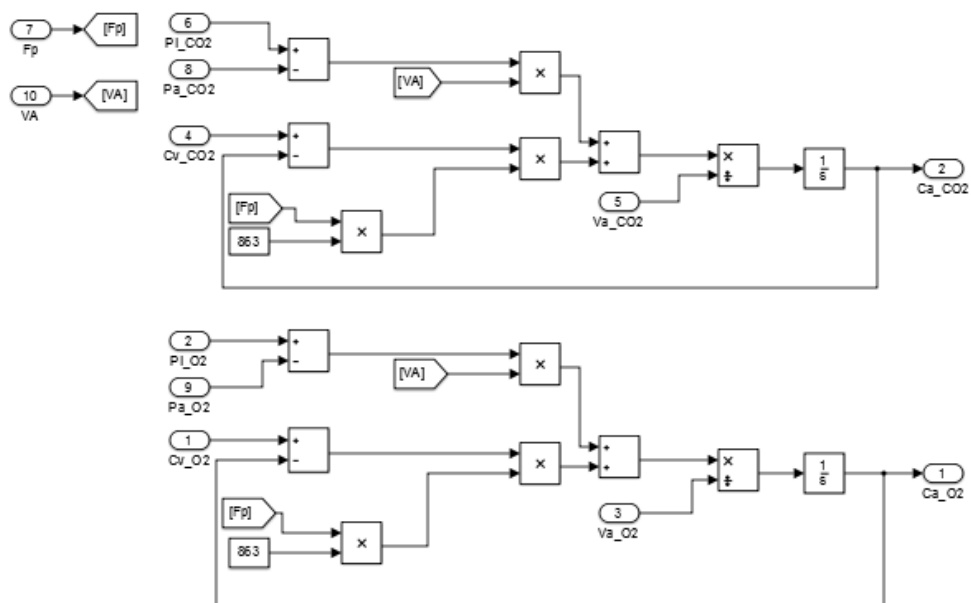 7
[Fp]
Fp
10
[VA]
VA
6
PI_CO2
8
Pa_CO2
+
−
[VA]
×
4
Cv_CO2
+
−
×
[Fp]
863
×
+
+
5
Va_CO2
×
÷
1
s
2
Ca_CO2
2
PI_O2
9
Pa_O2
+
−
[VA]
×
1
Cv_O2
+
−
×
[Fp]
863
×
+
+
3
Va_O2
×
÷
1
s
1
Ca_O2